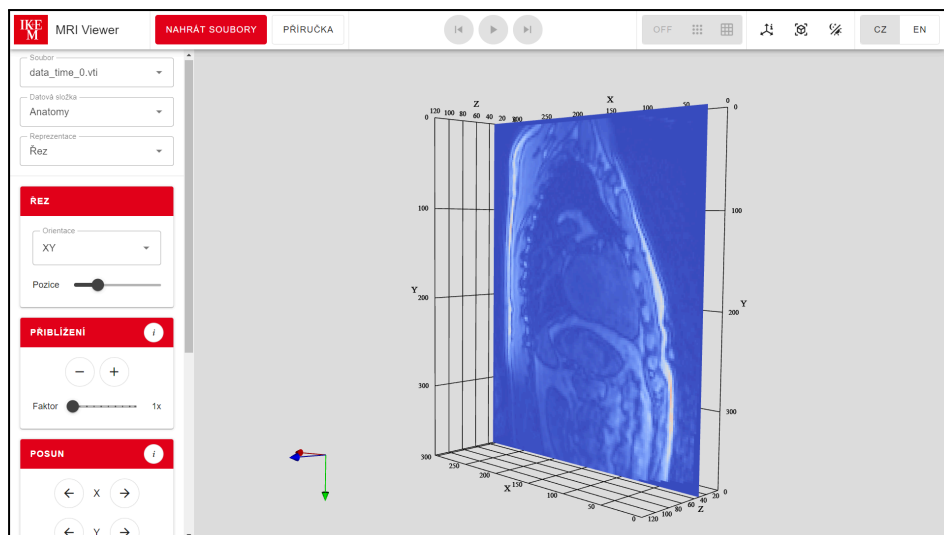 IKE
M
MRI Viewer
NAHRÁT SOUBORY
PŘÍRUČKA
OFF
CZ
EN
Soubor
data_time_0.vti
Datová složka
Anatomy
Reprezentace
Řez
ŘEZ
Orientace
XY
Pozice
PŘIBLÍŽENÍ
i
Faktor
1x
POSUN
i
X
Y
Z
X
0 120 100 80 60 40 20
250 200 150 100 50 0
0
100
200
300
Y
100
200
300
0
Y
300 250 200 150 100 50 0
X
120 100 80 60 40 20
Z